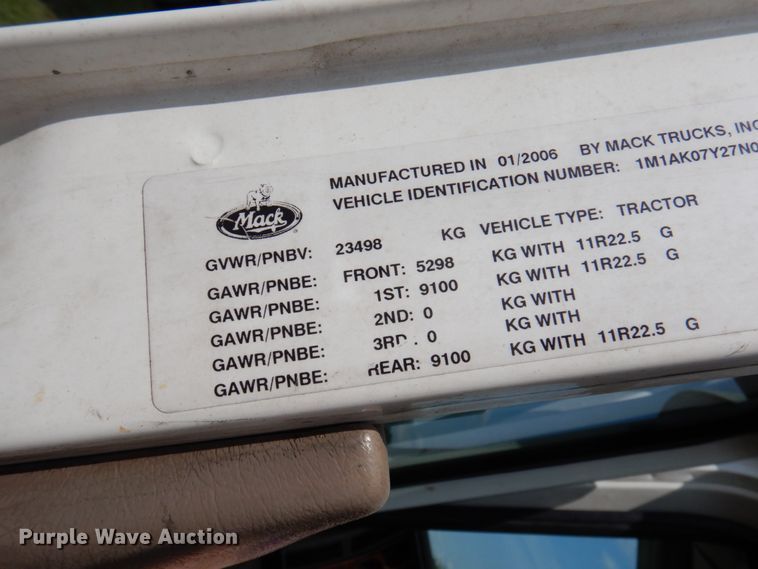 MANUFACTURED IN 01/2006 BY MACK TRUCKS, INC
VEHICLE IDENTIFICATION NUMBER: 1M1AK07Y27N0
Mack
GVWR/PNBV: 23498 KG VEHICLE TYPE: TRACTOR
GAWR/PNBE: FRONT: 5298 KG WITH 11R22.5 G
GAWR/PNBE: 1ST: 9100 KG WITH 11R22.5 G
GAWR/PNBE: 2ND: 0 KG WITH
GAWR/PNBE: 3RD: 0 KG WITH
GAWR/PNBE: REAR: 9100 KG WITH 11R22.5 G
Purple Wave Auction